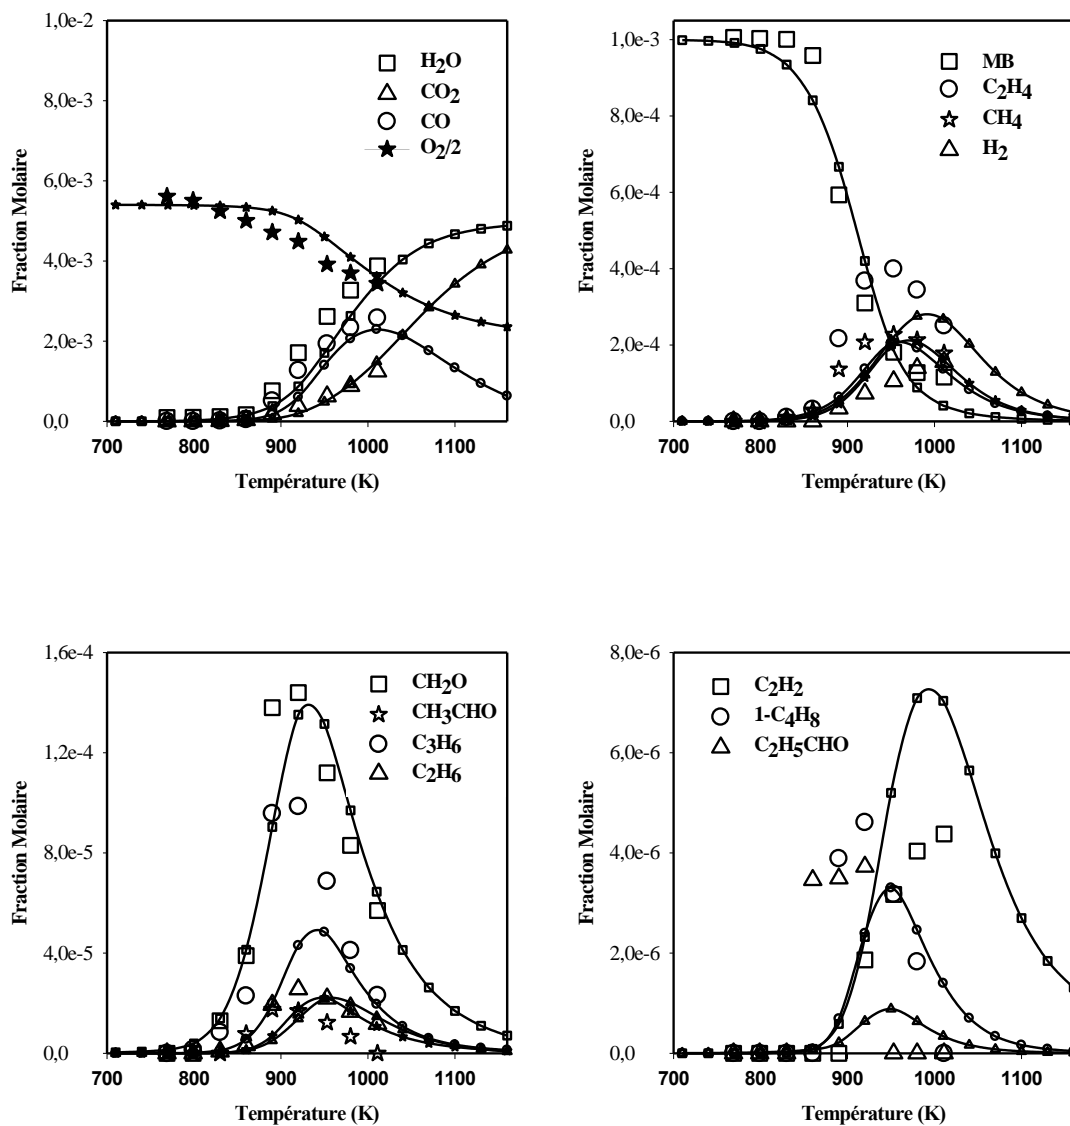 1,0e-2
8,0e-3
6,0e-3
4,0e-3
2,0e-3
0,0
Fraction Molaire
H2O
CO2
CO
O2/2
700 800 900 1000 1100
Température (K)
1,0e-3
8,0e-4
6,0e-4
4,0e-4
2,0e-4
0,0
Fraction Molaire
MB
C2H4
CH4
H2
700 800 900 1000 1100
Température (K)
1,6e-4
1,2e-4
8,0e-5
4,0e-5
0,0
Fraction Molaire
CH2O
CH3CHO
C3H6
C2H6
700 800 900 1000 1100
Température (K)
8,0e-6
6,0e-6
4,0e-6
2,0e-6
0,0
Fraction Molaire
C2H2
1-C4H8
C2H5CHO
700 800 900 1000 1100
Température (K)